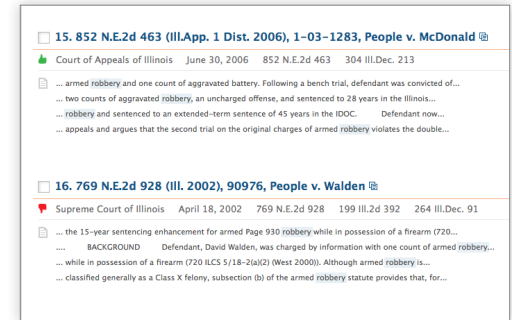 15. 852 N.E.2d 463 (Ill.App. 1 Dist. 2006), 1-03-1283, People v. McDonald
Court of Appeals of Illinois June 30, 2006 852 N.E.2d 463 304 Ill.Dec. 213
... armed robbery and one count of aggravated battery. Following a bench trial, defendant was convicted of...
... two counts of aggravated robbery, an uncharged offense, and sentenced to 28 years in the Illinois...
... robbery and sentenced to an extended-term sentence of 45 years in the IDOC. Defendant now...
... appeals and argues that the second trial on the original charges of armed robbery violates the double...
16. 769 N.E.2d 928 (Ill. 2002), 90976, People v. Walden
Supreme Court of Illinois April 18, 2002 769 N.E.2d 928 199 Ill.2d 392 264 Ill.Dec. 91
... the 15-year sentencing enhancement for armed Page 930 robbery while in possession of a firearm (720...
.... BACKGROUND Defendant, David Walden, was charged by information with one count of armed robbery...
... while in possession of a firearm (720 ILCS 5/18-2(a)(2) (West 2000)). Although armed robbery is...
... classified generally as a Class X felony, subsection (b) of the armed robbery statute provides that, for...